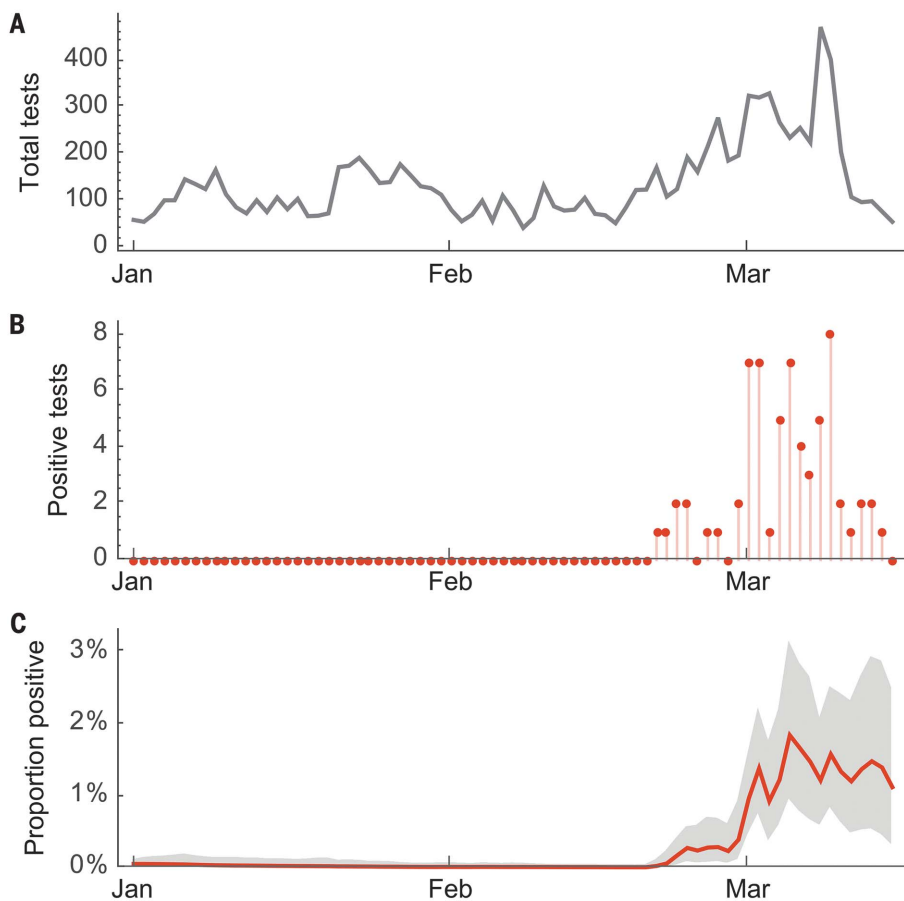 A
Total tests
400
300
200
100
0
Jan Feb Mar
B
Positive tests
8
6
4
2
0
Jan Feb Mar
C
Proportion positive
3%
2%
1%
0%
Jan Feb Mar